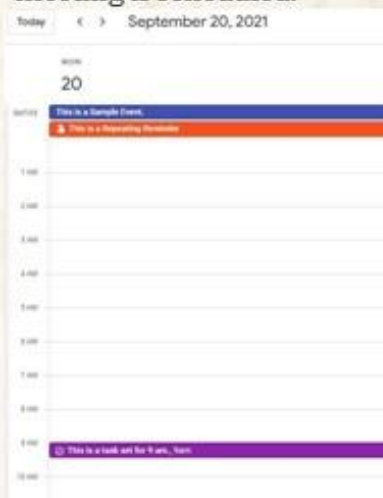 Today < > September 20, 2021
MON
20
This is a Sample Event,
This is a Repeating Reminder
1 AM
2 AM
3 AM
4 AM
5 AM
6 AM
7 AM
8 AM
9 AM
This is a task set for 9 am., 9am
10 AM